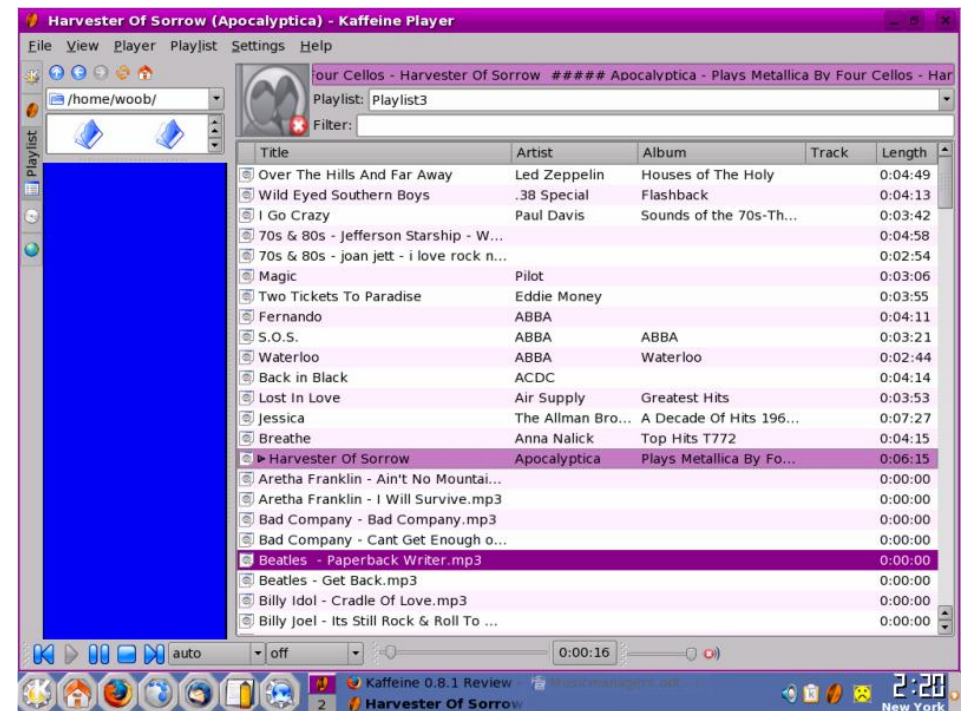 Harvester Of Sorrow (Apocalyptica) - Kaffeine Player
File View Player Playlist Settings Help
Four Cellos - Harvester Of Sorrow ##### Apocalyptica - Plays Metallica By Four Cellos - Har
/home/woob/
Playlist: Playlist3
Filter:
Playlist
Title Artist Album Track Length
Over The Hills And Far Away Led Zeppelin Houses of The Holy 0:04:49
Wild Eyed Southern Boys .38 Special Flashback 0:04:13
I Go Crazy Paul Davis Sounds of the 70s-Th... 0:03:42
70s & 80s - Jefferson Starship - W... 0:04:58
70s & 80s - joan jett - i love rock n... 0:02:54
Magic Pilot 0:03:06
Two Tickets To Paradise Eddie Money 0:03:55
Fernando ABBA 0:04:11
S.O.S. ABBA ABBA 0:03:21
Waterloo ABBA Waterloo 0:02:44
Back in Black ACDC 0:04:14
Lost In Love Air Supply Greatest Hits 0:03:53
Jessica The Allman Bro... A Decade Of Hits 196... 0:07:27
Breathe Anna Nalick Top Hits T772 0:04:15
Harvester Of Sorrow Apocalyptica Plays Metallica By Fo... 0:06:15
Aretha Franklin - Ain't No Mountai... 0:00:00
Aretha Franklin - I Will Survive.mp3 0:00:00
Bad Company - Bad Company.mp3 0:00:00
Bad Company - Cant Get Enough o... 0:00:00
Beatles - Paperback Writer.mp3 0:00:00
Beatles - Get Back.mp3 0:00:00
Billy Idol - Cradle Of Love.mp3 0:00:00
Billy Joel - Its Still Rock & Roll To ... 0:00:00
auto off 0:00:16
Kaffeine 0.8.1 Review - Musicmanagers.odt
2 Harvester Of Sorrow
2:20
New York